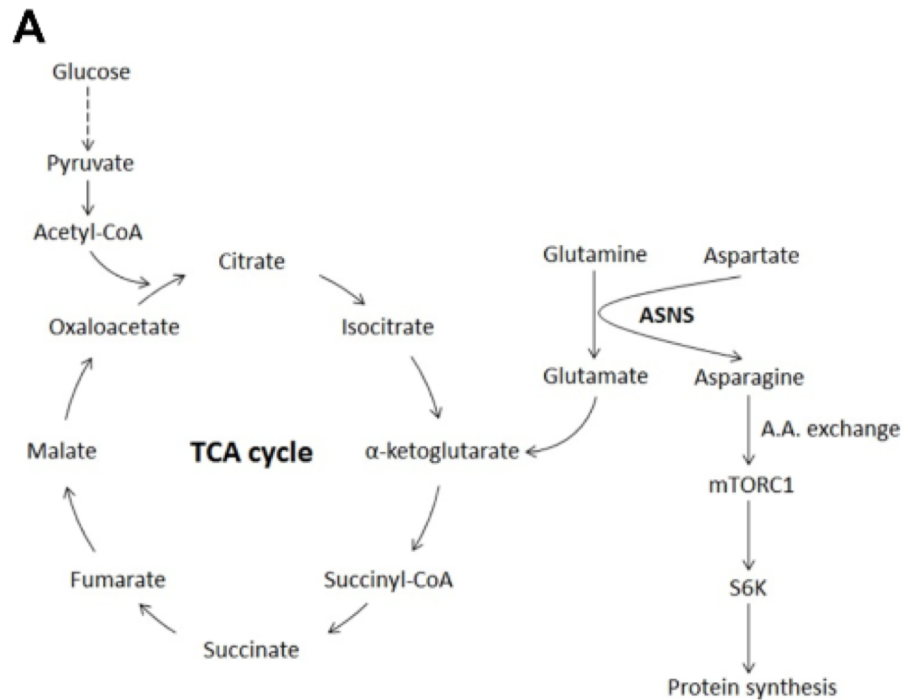 A
Glucose
Pyruvate
Acetyl-CoA
Citrate
Glutamine
Aspartate
Oxaloacetate
Isocitrate
ASNS
Glutamate
Asparagine
A.A. exchange
Malate
TCA cycle
α-ketoglutarate
mTORC1
Fumarate
Succinyl-CoA
S6K
Succinate
Protein synthesis